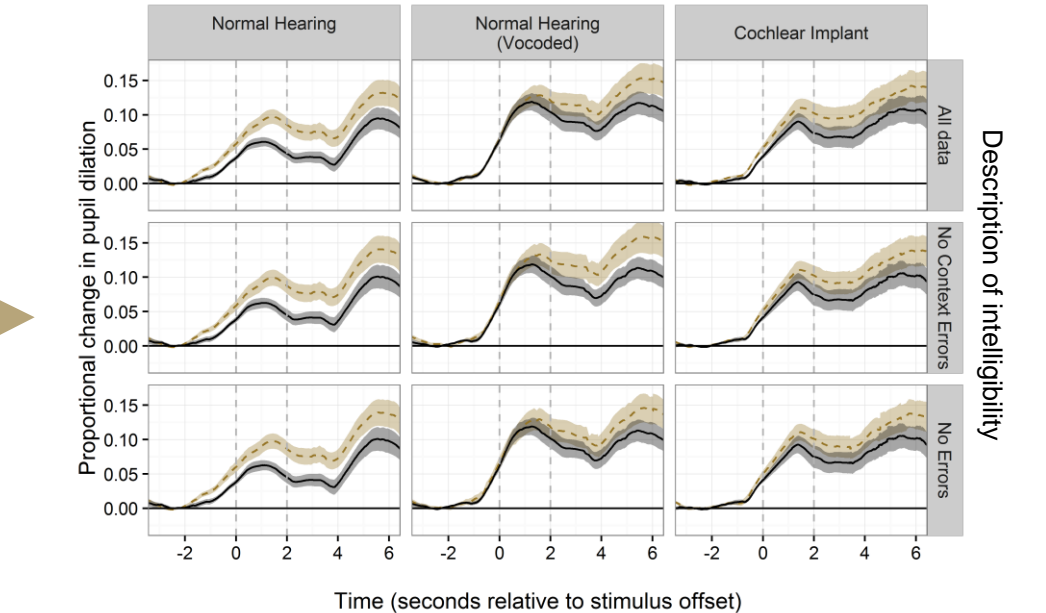 Normal Hearing
Normal Hearing
(Vocoded)
Cochlear Implant
Proportional change in pupil dilation
0.15
0.10
0.05
0.00
All data
0.15
0.10
0.05
0.00
No Context Errors
0.15
0.10
0.05
0.00
No Errors
Description of intelligibility
-2 0 2 4 6
-2 0 2 4 6
-2 0 2 4 6
Time (seconds relative to stimulus offset)